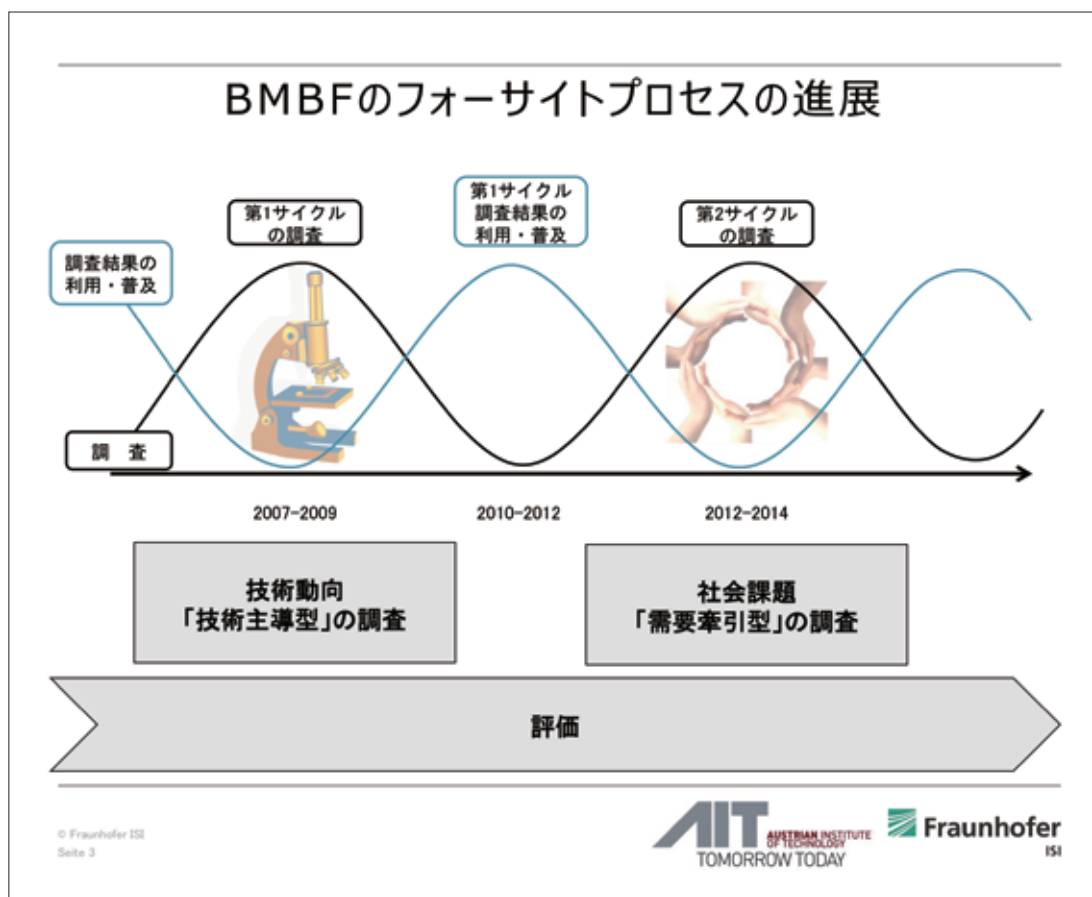 BMBFのフォーサイトプロセスの進展
第1サイクル
の調査
第1サイクル
調査結果の
利用・普及
第2サイクル
の調査
調査結果の
利用・普及
調 査
2007-2009
2010-2012
2012-2014
技術動向
「技術主導型」の調査
社会課題
「需要牽引型」の調査
評価
© Fraunhofer ISI
Seite 3
AIT
AUSTRIAN INSTITUTE
OF TECHNOLOGY
TOMORROW TODAY
Fraunhofer
ISI